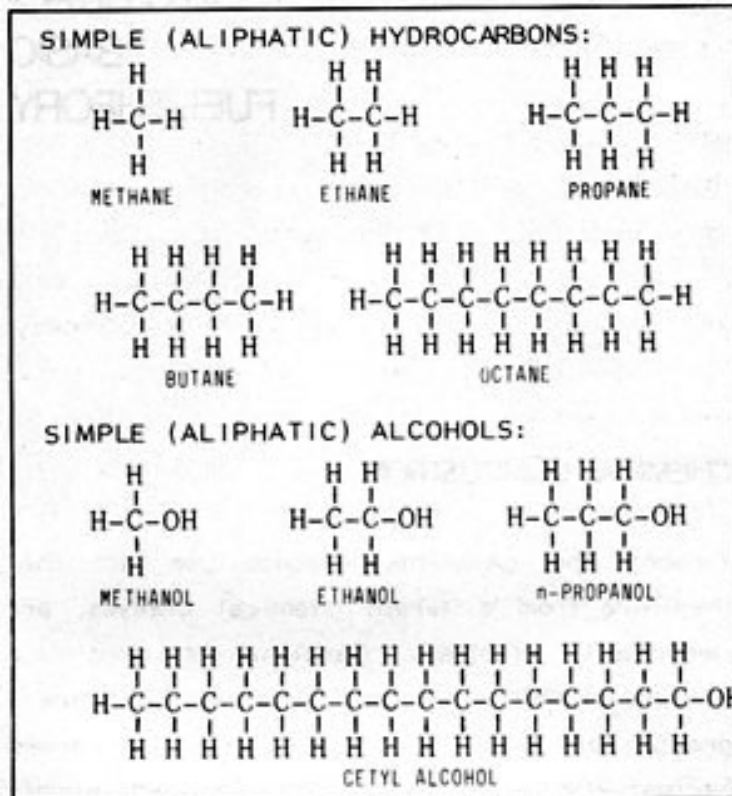 SIMPLE (ALIPHATIC) HYDROCARBONS:
H H H H H H
H-C-H H-C-C-H H-C-C-C-H
H H H H H H
METHANE ETHANE PROPANE
H H H H H H H H H H H H
H-C-C-C-C-H H-C-C-C-C-C-C-C-C-H
H H H H H H H H H H H H
BUTANE OCTANE
SIMPLE (ALIPHATIC) ALCOHOLS:
H H H H H H
H-C-OH H-C-C-OH H-C-C-C-OH
H H H H H H
METHANOL ETHANOL n-PROPANOL
H H H H H H H H H H H H H H H H
H-C-C-C-C-C-C-C-C-C-C-C-C-C-C-C-C-OH
H H H H H H H H H H H H H H H H
CETYL ALCOHOL